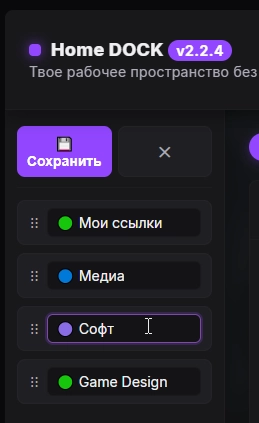 Home DOCK v2.2.4
Твое рабочее пространство без
Сохранить
Мои ссылки
Медиа
Софт
Game Design